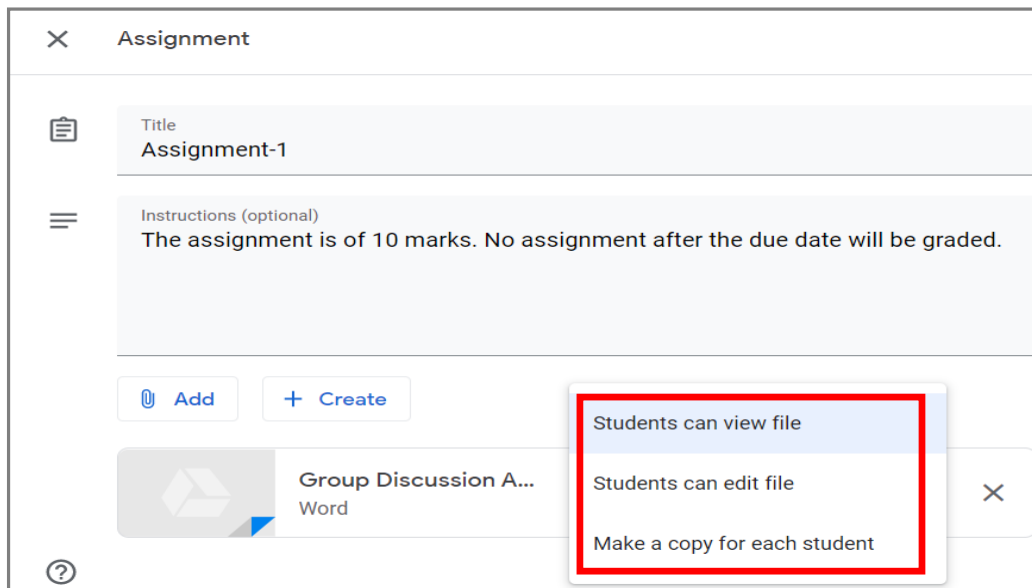 Assignment
Title
Assignment-1
Instructions (optional)
The assignment is of 10 marks. No assignment after the due date will be graded.
Add
Create
Students can view file
Group Discussion A...
Word
Students can edit file
Make a copy for each student